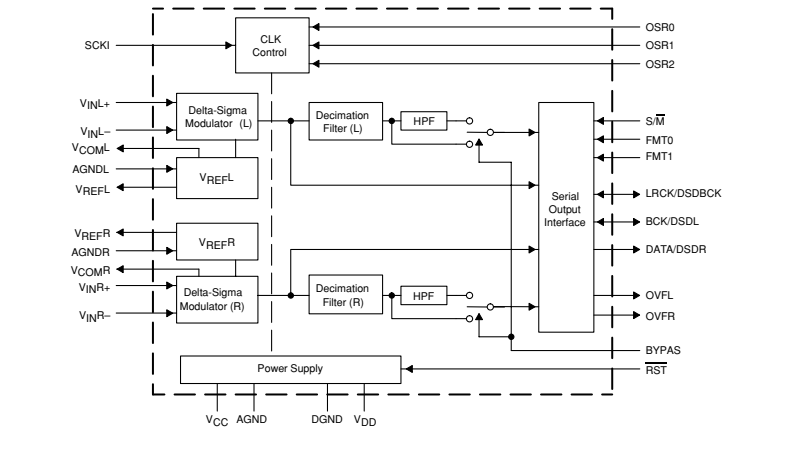 OSR0
SCKI
CLK
Control
OSR1
OSR2
VINL+
Delta-Sigma
Modulator (L)
Decimation
Filter (L)
HPF
VINL–
S/M̅
FMT0
FMT1
VCOML
AGNDL
VREFL
VREFL
Serial
Output
Interface
LRCK/DSDBCK
BCK/DSDL
DATA/DSDR
VREFR
AGNDR
VREFR
VCOMR
VINR+
VINR–
Delta-Sigma
Modulator (R)
Decimation
Filter (R)
HPF
OVFL
OVFR
BYPAS
Power Supply
R̅S̅T̅
VCC
AGND
DGND
VDD